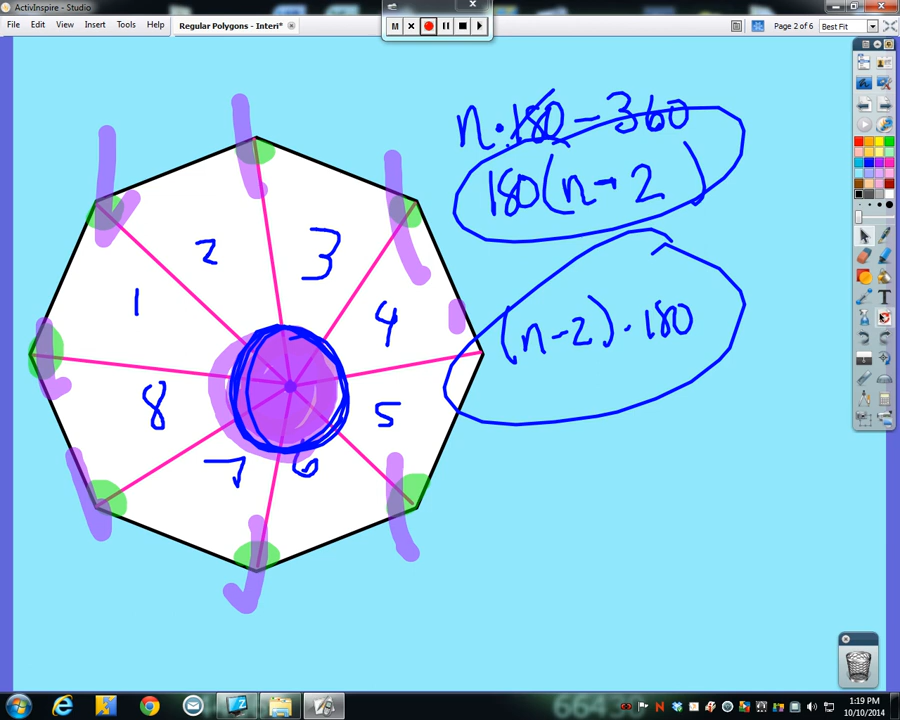 ActivInspire - Studio
File Edit View Insert Tools Help
Regular Polygons - Interi*
M
Page 2 of 6
Best Fit
n·180-360
180(n-2)
(n-2)·180
1
2
3
4
5
6
7
8
T
1:19 PM
10/10/2014